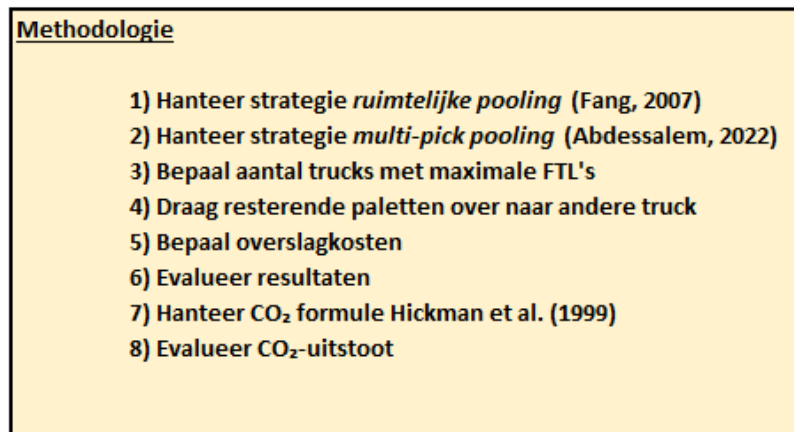 Methodologie
1) Hanteer strategie ruimtelijke pooling (Fang, 2007)
2) Hanteer strategie multi-pick pooling (Abdessalem, 2022)
3) Bepaal aantal trucks met maximale FTL's
4) Draag resterende paletten over naar andere truck
5) Bepaal overslagkosten
6) Evalueer resultaten
7) Hanteer CO₂ formule Hickman et al. (1999)
8) Evalueer CO₂-uitstoot